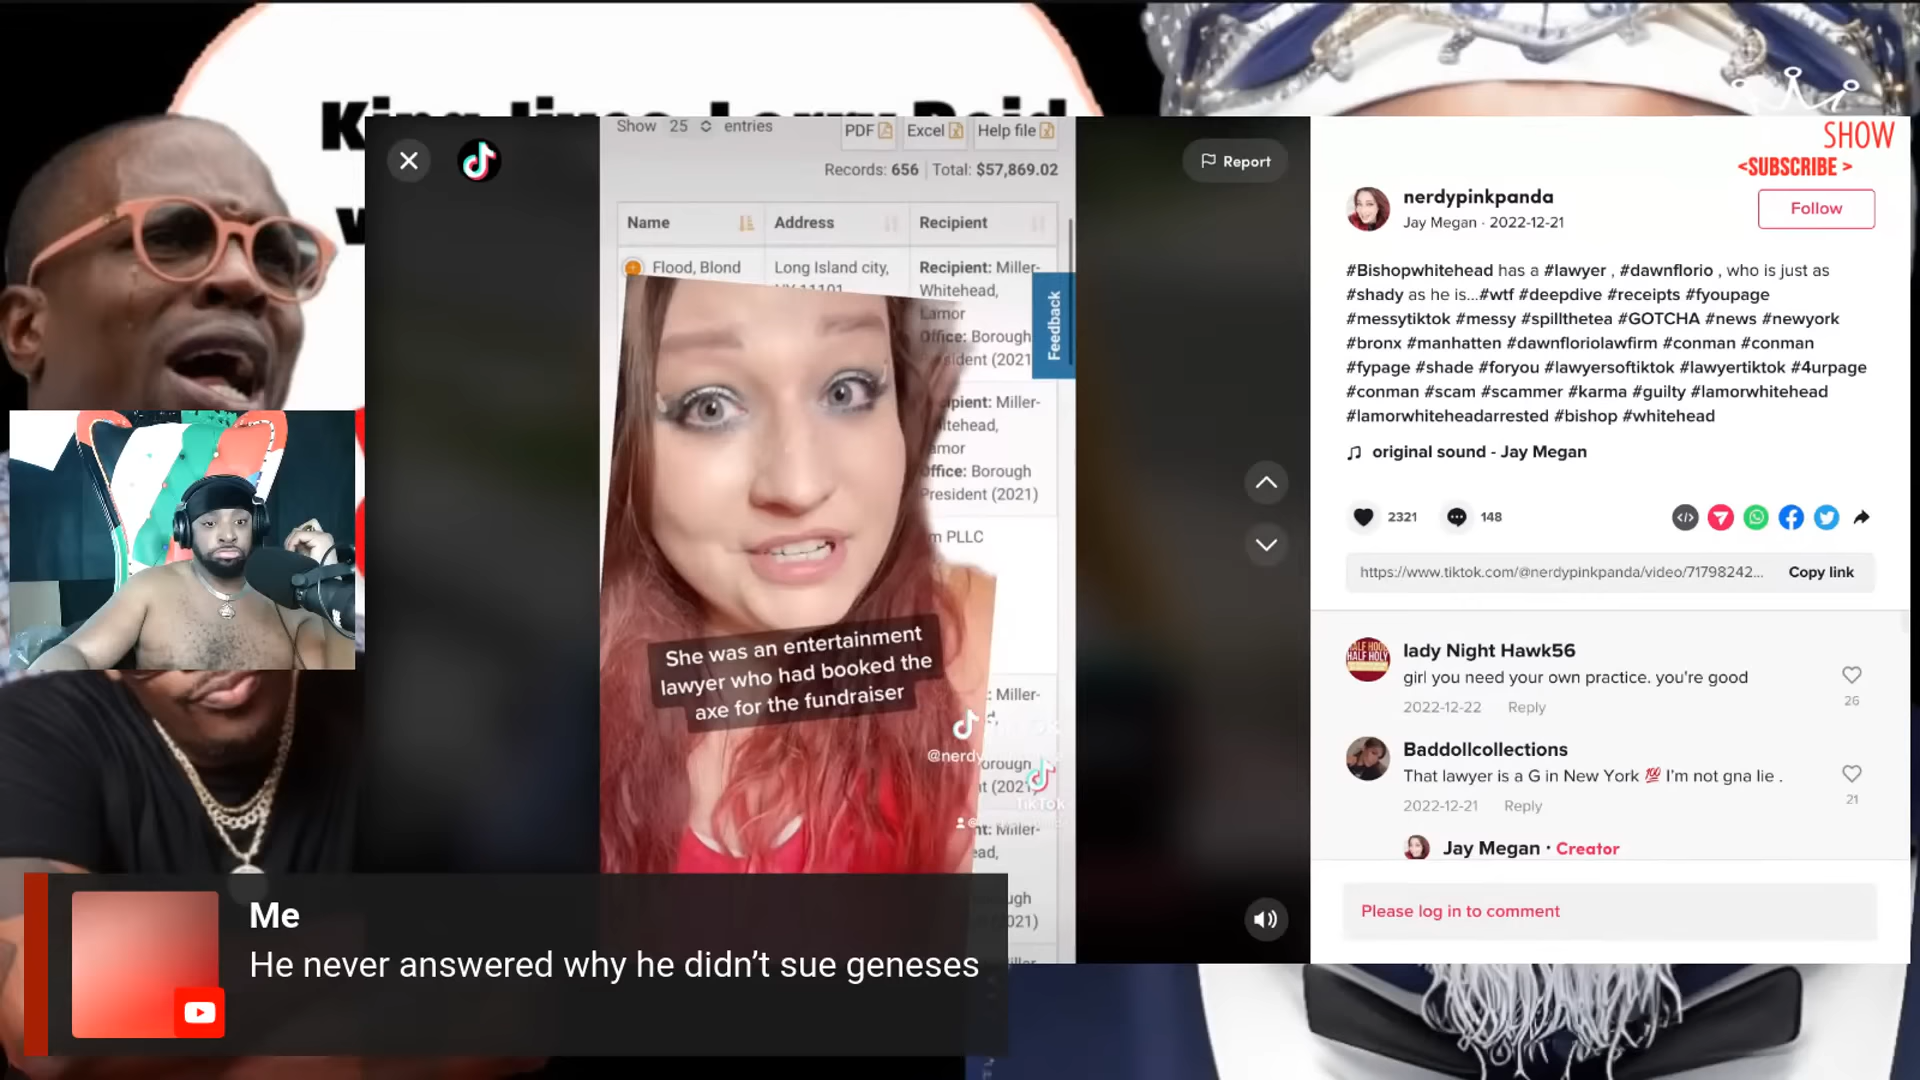 SHOW
<SUBSCRIBE >
Show 25 entries
PDF Excel Help file
Records: 656 Total: $57,869.02
Name Address Recipient
Flood, Blond
Long Island city,
Recipient: Miller-
Whitehead,
Lamor
Office: Borough
Miller-
Borough
President (2021)
PLLC
Miller-
Feedback
She was an entertainment
lawyer who had booked the
axe for the fundraiser
@nerdy
TikTok
Report
nerdypinkpanda
Jay Megan · 2022-12-21
Follow
#Bishopwhitehead has a #lawyer , #dawnflorio , who is just as
#shady as he is...#wtf #deepdive #receipts #fyoupage
#messytiktok #messy #spillthetea #GOTCHA #news #newyork
#bronx #manhatten #dawnfloriolawfirm #conman #conman
#fypage #shade #foryou #lawyersoftiktok #lawyertiktok #4urpage
#conman #scam #scammer #karma #guilty #lamorwhitehead
#lamorwhiteheadarrested #bishop #whitehead
original sound - Jay Megan
2321 148
https://www.tiktok.com/@nerdypinkpanda/video/71798242... Copy link
lady Night Hawk56
girl you need your own practice. you're good
2022-12-22 Reply
26
Baddollcollections
That lawyer is a G in New York 💯 I'm not gna lie .
2022-12-21 Reply
21
Jay Megan · Creator
Please log in to comment
Me
He never answered why he didn't sue geneses